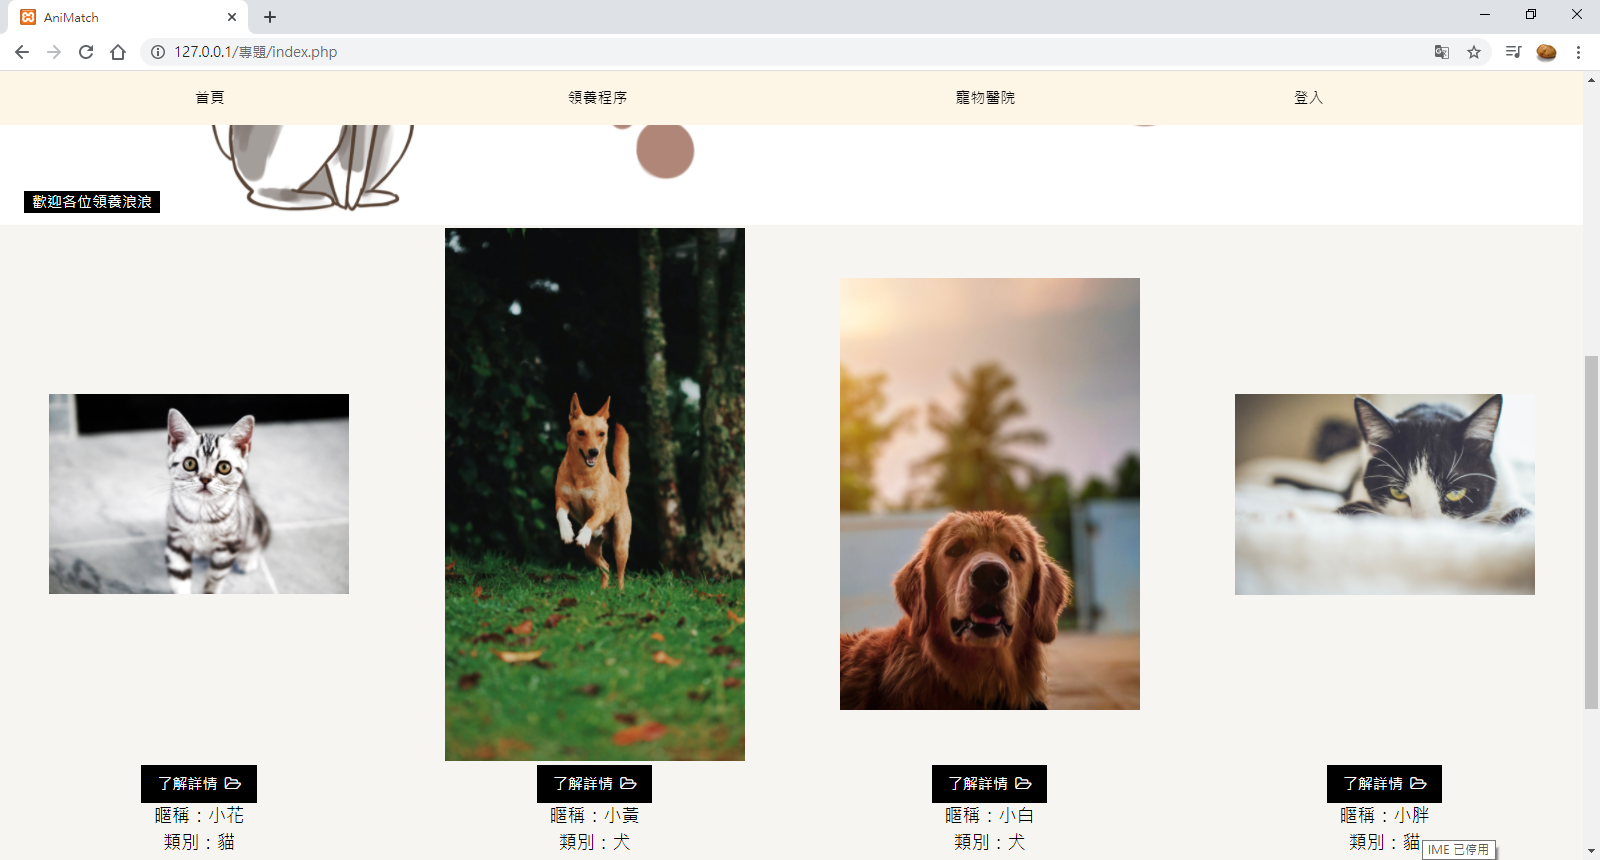 AniMatch
127.0.0.1/專題/index.php
首頁 領養程序 寵物醫院 登入
歡迎各位領養浪浪
了解詳情 了解詳情 了解詳情 了解詳情
暱稱：小花 暱稱：小黃 暱稱：小白 暱稱：小胖
類別：貓 類別：犬 類別：犬 類別：貓
IME 已停用